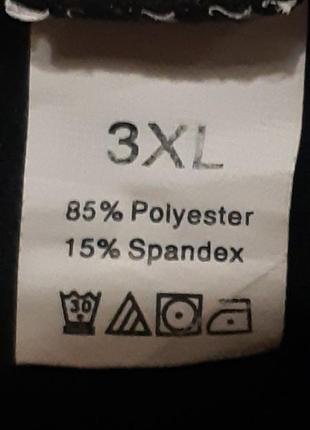 3XL
85% Polyester
15% Spandex
30